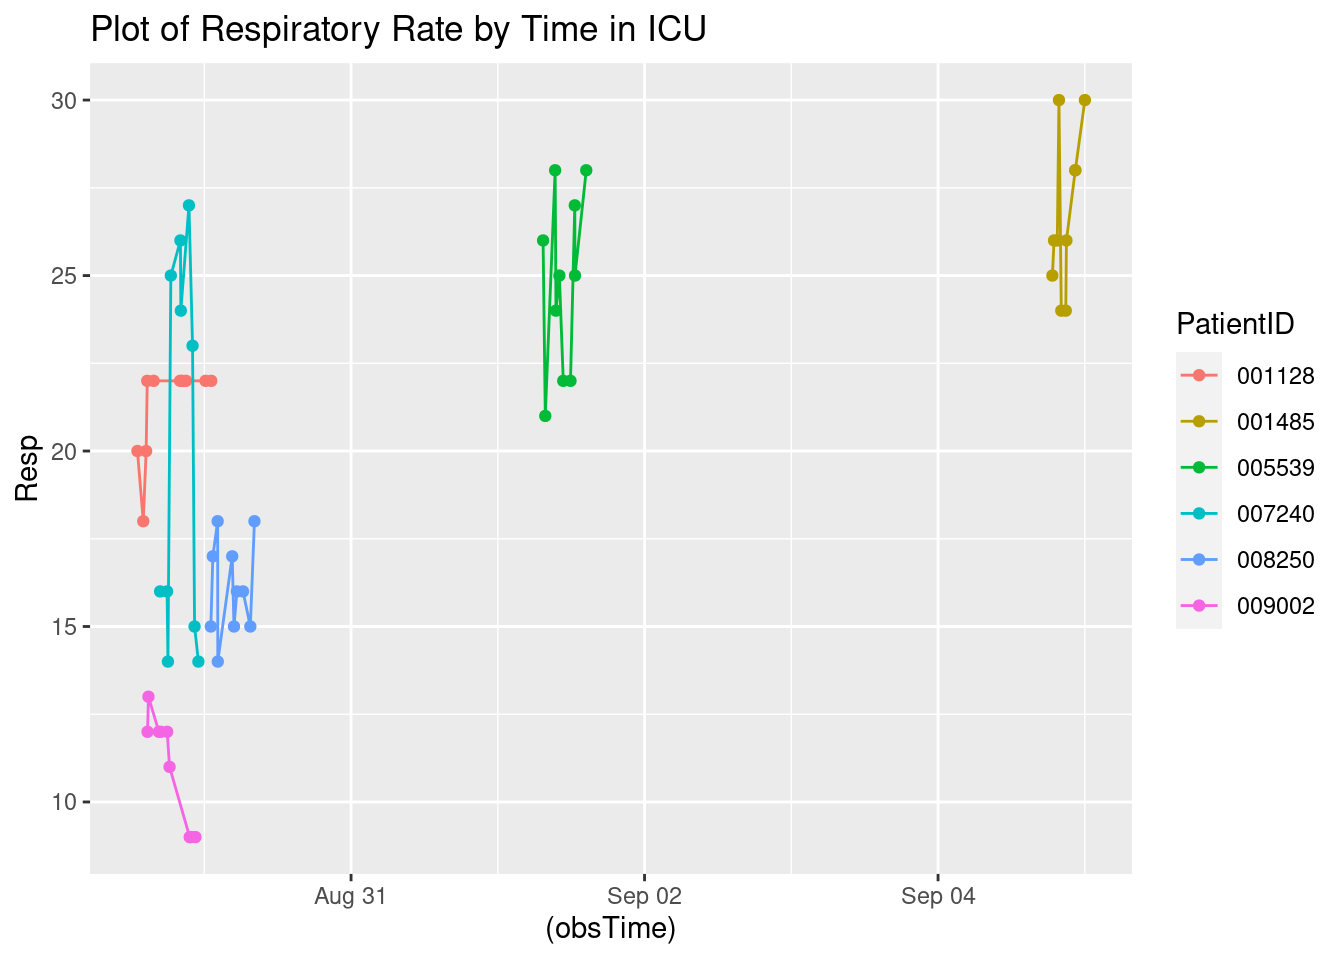 Plot of Respiratory Rate by Time in ICU
30
25
20
15
10
Resp
Aug 31
Sep 02
Sep 04
(obsTime)
PatientID
001128
001485
005539
007240
008250
009002